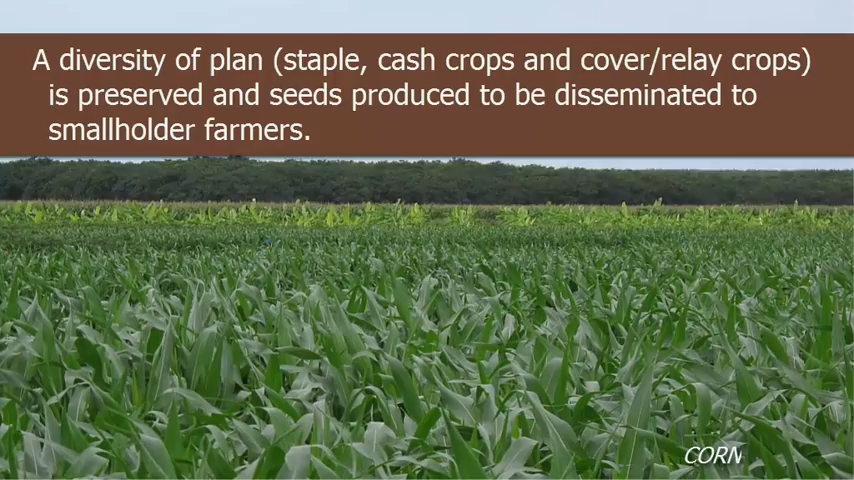 A diversity of plan (staple, cash crops and cover/relay crops)
is preserved and seeds produced to be disseminated to
smallholder farmers.
CORN